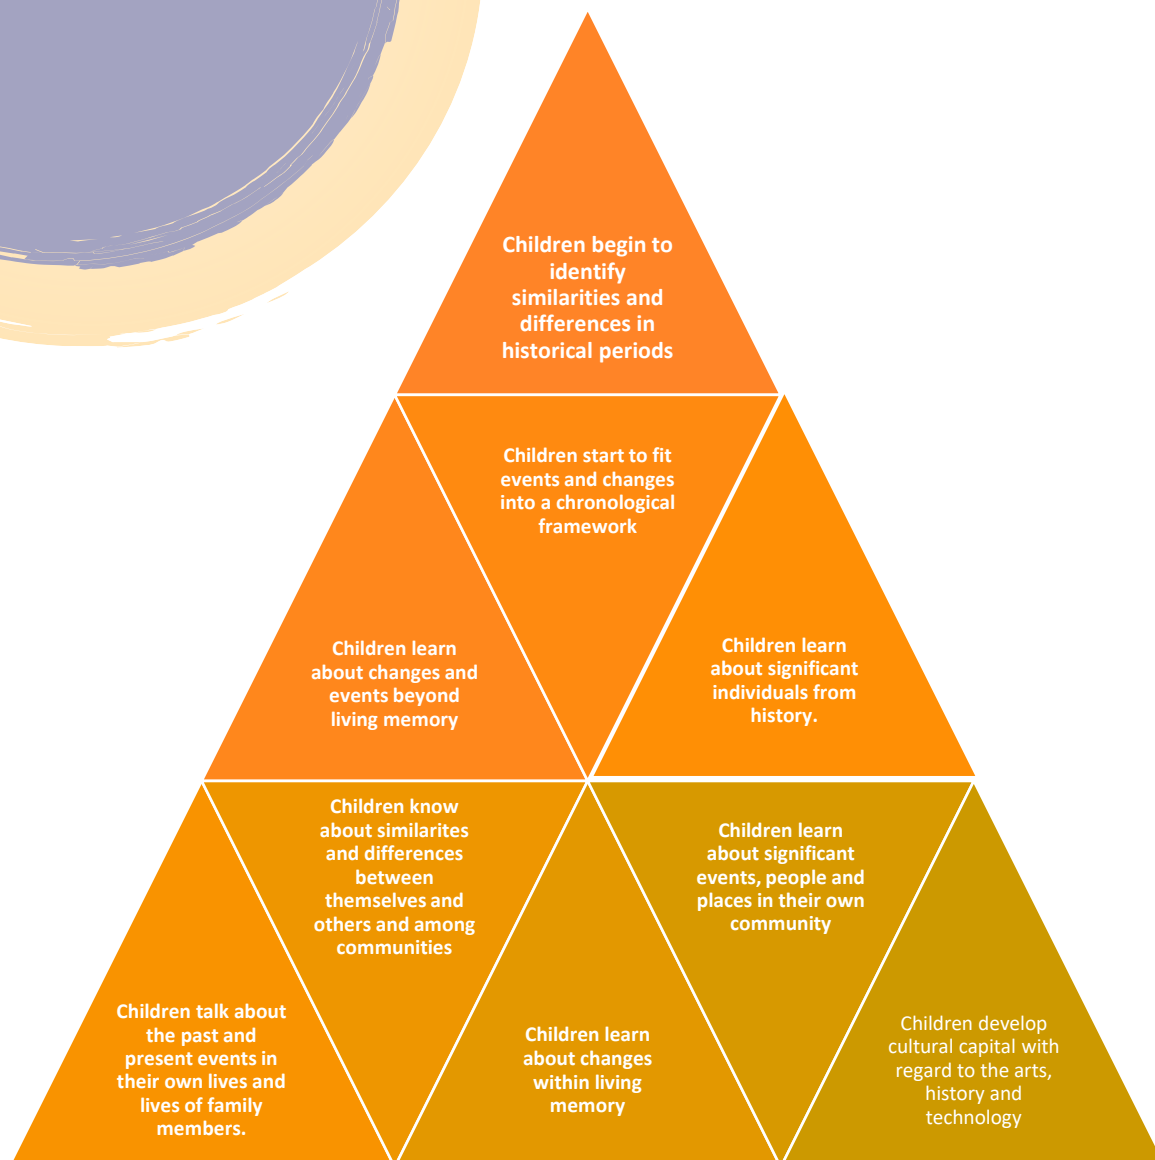 Children begin to
identify
similarities and
differences in
historical periods
Children start to fit
events and changes
into a chronological
framework
Children learn
about changes and
events beyond
living memory
Children learn
about significant
individuals from
history.
Children know
about similarites
and differences
between
themselves and
others and among
communities
Children learn
about significant
events, people and
places in their own
community
Children talk about
the past and
present events in
their own lives and
lives of family
members.
Children learn
about changes
within living
memory
Children develop
cultural capital with
regard to the arts,
history and
technology